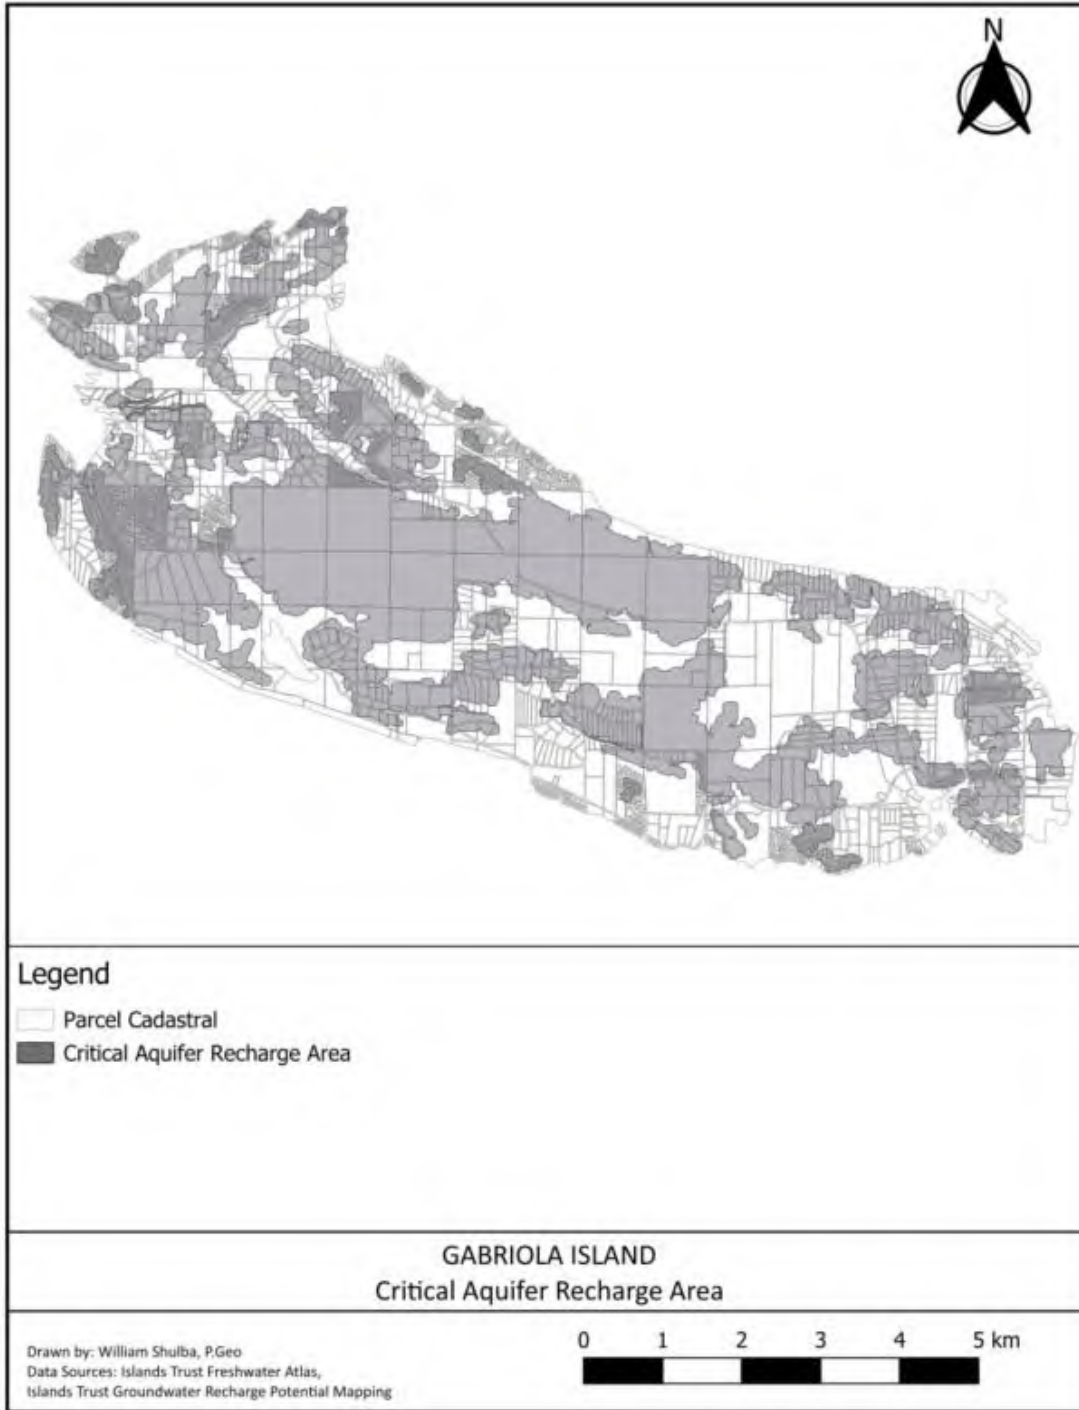 N
Legend
Parcel Cadastral
Critical Aquifer Recharge Area
GABRIOLA ISLAND
Critical Aquifer Recharge Area
Drawn by: William Shulba, P.Geo
Data Sources: Islands Trust Freshwater Atlas,
Islands Trust Groundwater Recharge Potential Mapping
0 1 2 3 4 5 km